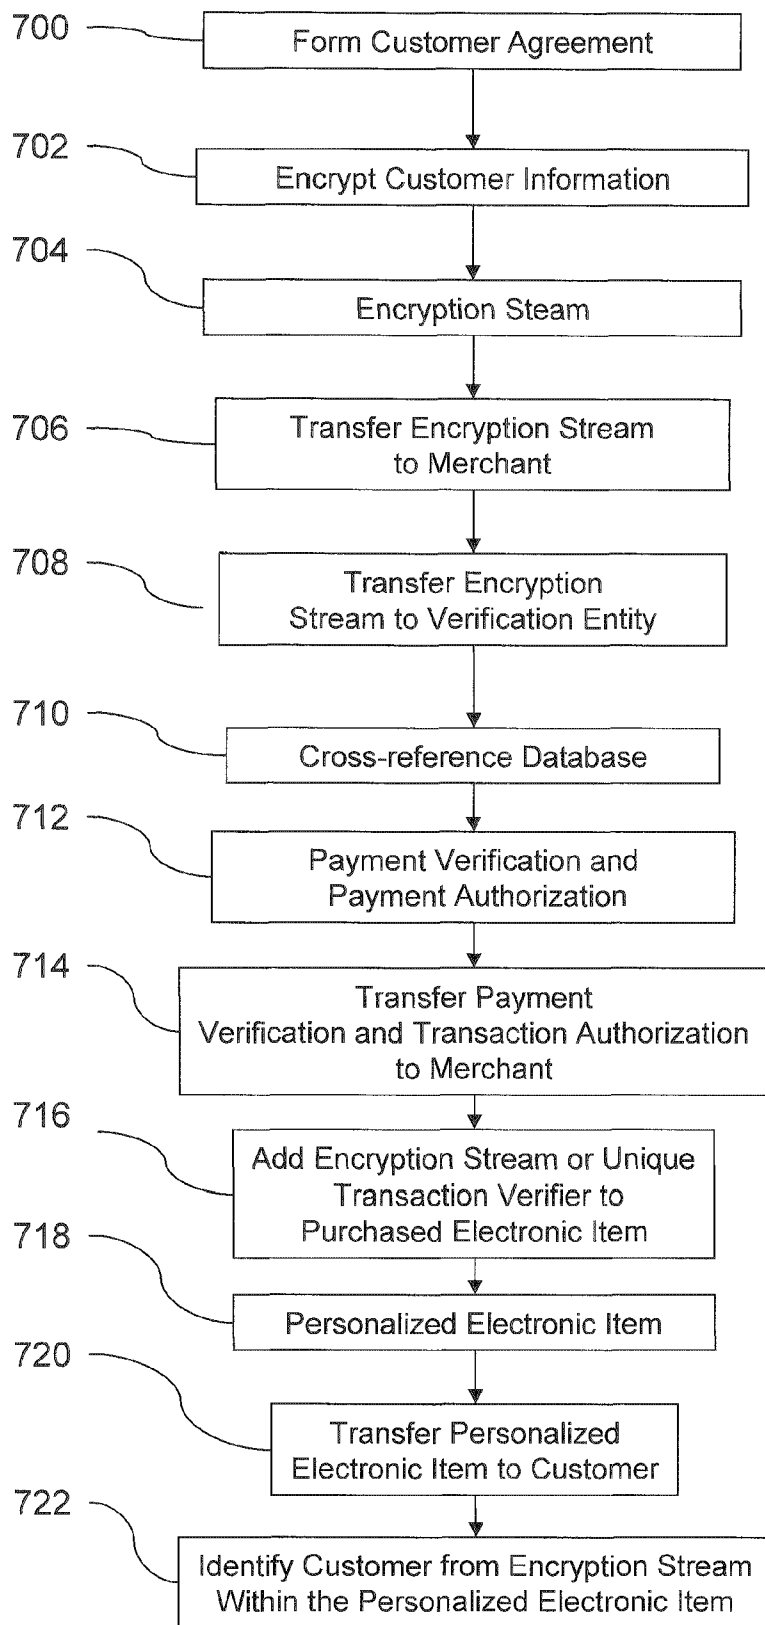 700
Form Customer Agreement
702
Encrypt Customer Information
704
Encryption Steam
706
Transfer Encryption Stream
to Merchant
708
Transfer Encryption
Stream to Verification Entity
710
Cross-reference Database
712
Payment Verification and
Payment Authorization
714
Transfer Payment
Verification and Transaction Authorization
to Merchant
716
Add Encryption Stream or Unique
Transaction Verifier to
Purchased Electronic Item
718
Personalized Electronic Item
720
Transfer Personalized
Electronic Item to Customer
722
Identify Customer from Encryption Stream
Within the Personalized Electronic Item